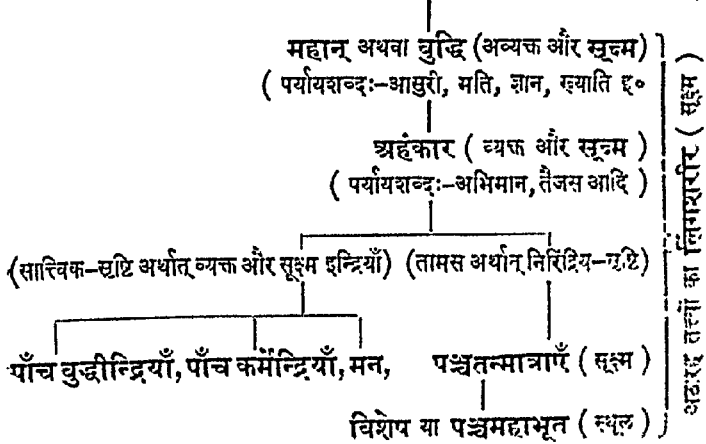 महान् अथवा बुद्धि (अव्यक्त और सूक्ष्म)
( पर्यायशब्दः-आसुरी, मति, ज्ञान, ख्याति इ०
अहंकार ( व्यक्त और सूक्ष्म )
( पर्यायशब्दः-अभिमान, तैजस आदि )
(सात्त्विक-सृष्टि अर्थात् व्यक्त और सूक्ष्म इन्द्रियाँ) (तामस अर्थात् निरिंद्रिय-सृष्टि)
पाँच बुद्धीन्द्रियाँ, पाँच कर्मेन्द्रियाँ, मन, पञ्चतन्मात्राएँ ( सूक्ष्म )
विशेष या पञ्चमहाभूत ( स्थूल )
अठारह तत्त्वों का लिंगशरीर ( सूक्ष्म )